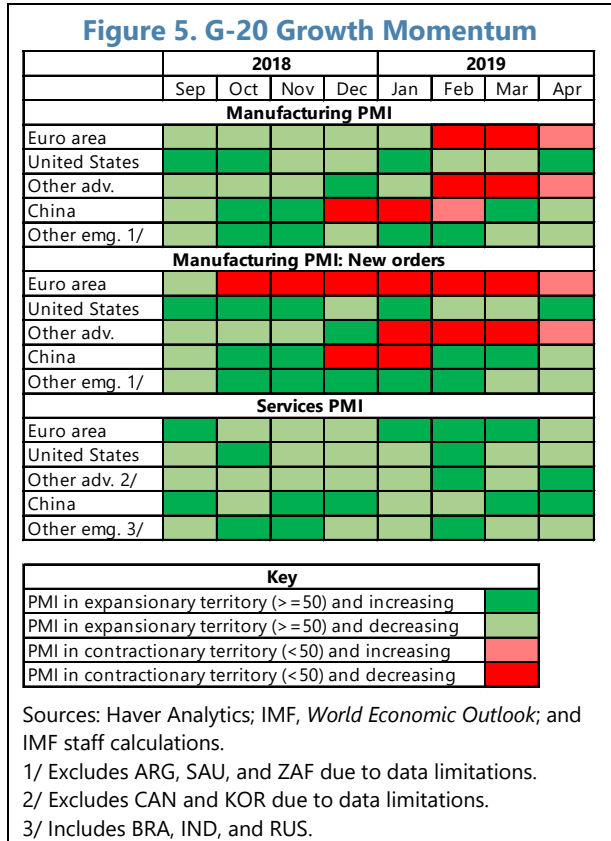 Figure 5. G-20 Growth Momentum
2018 2019
Sep Oct Nov Dec Jan Feb Mar Apr
Manufacturing PMI
Euro area
United States
Other adv.
China
Other emg. 1/
Manufacturing PMI: New orders
Euro area
United States
Other adv.
China
Other emg. 1/
Services PMI
Euro area
United States
Other adv. 2/
China
Other emg. 3/
Key
PMI in expansionary territory (>=50) and increasing
PMI in expansionary territory (>=50) and decreasing
PMI in contractionary territory (<50) and increasing
PMI in contractionary territory (<50) and decreasing
Sources: Haver Analytics; IMF, World Economic Outlook; and
IMF staff calculations.
1/ Excludes ARG, SAU, and ZAF due to data limitations.
2/ Excludes CAN and KOR due to data limitations.
3/ Includes BRA, IND, and RUS.